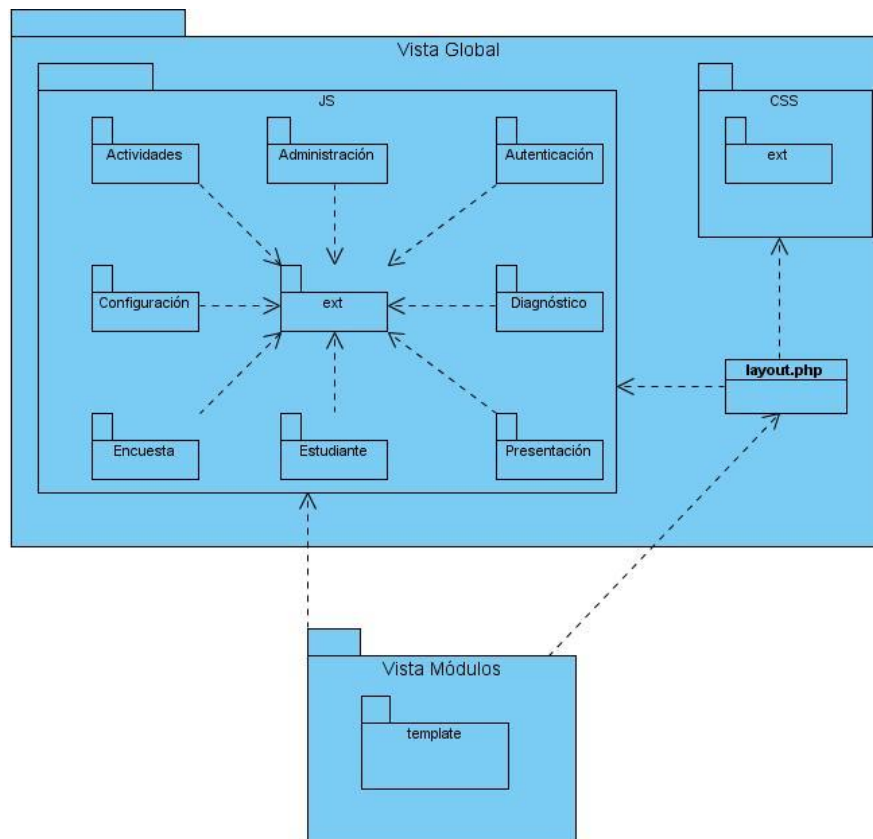 Vista Global
JS
CSS
Actividades
Administración
Autenticación
ext
Configuración
ext
Diagnóstico
layout.php
Encuesta
Estudiante
Presentación
Vista Módulos
template